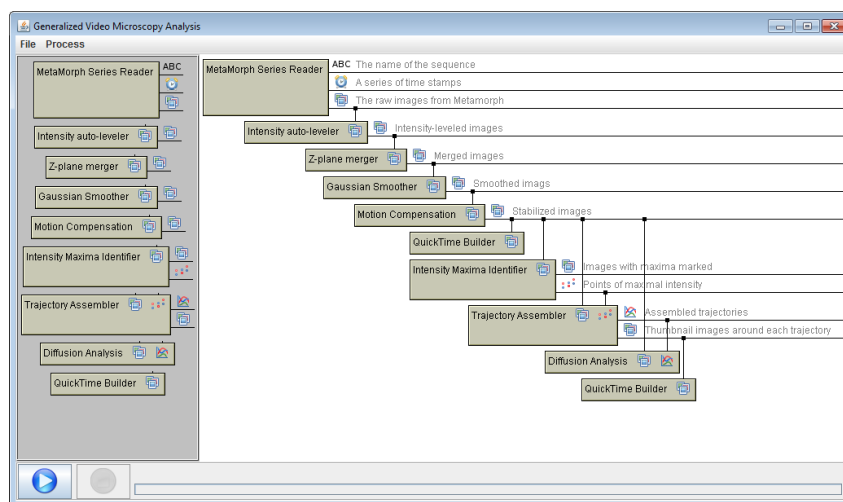 Generalized Video Microscopy Analysis
File Process
MetaMorph Series Reader
ABC
Intensity auto-leveler
Z-plane merger
Gaussian Smoother
Motion Compensation
Intensity Maxima Identifier
Trajectory Assembler
Diffusion Analysis
QuickTime Builder
MetaMorph Series Reader
ABC The name of the sequence
A series of time stamps
The raw images from Metamorph
Intensity auto-leveler
Intensity-leveled images
Z-plane merger
Merged images
Gaussian Smoother
Smoothed imags
Motion Compensation
Stabilized images
QuickTime Builder
Intensity Maxima Identifier
Images with maxima marked
Points of maximal intensity
Trajectory Assembler
Assembled trajectories
Thumbnail images around each trajectory
Diffusion Analysis
QuickTime Builder